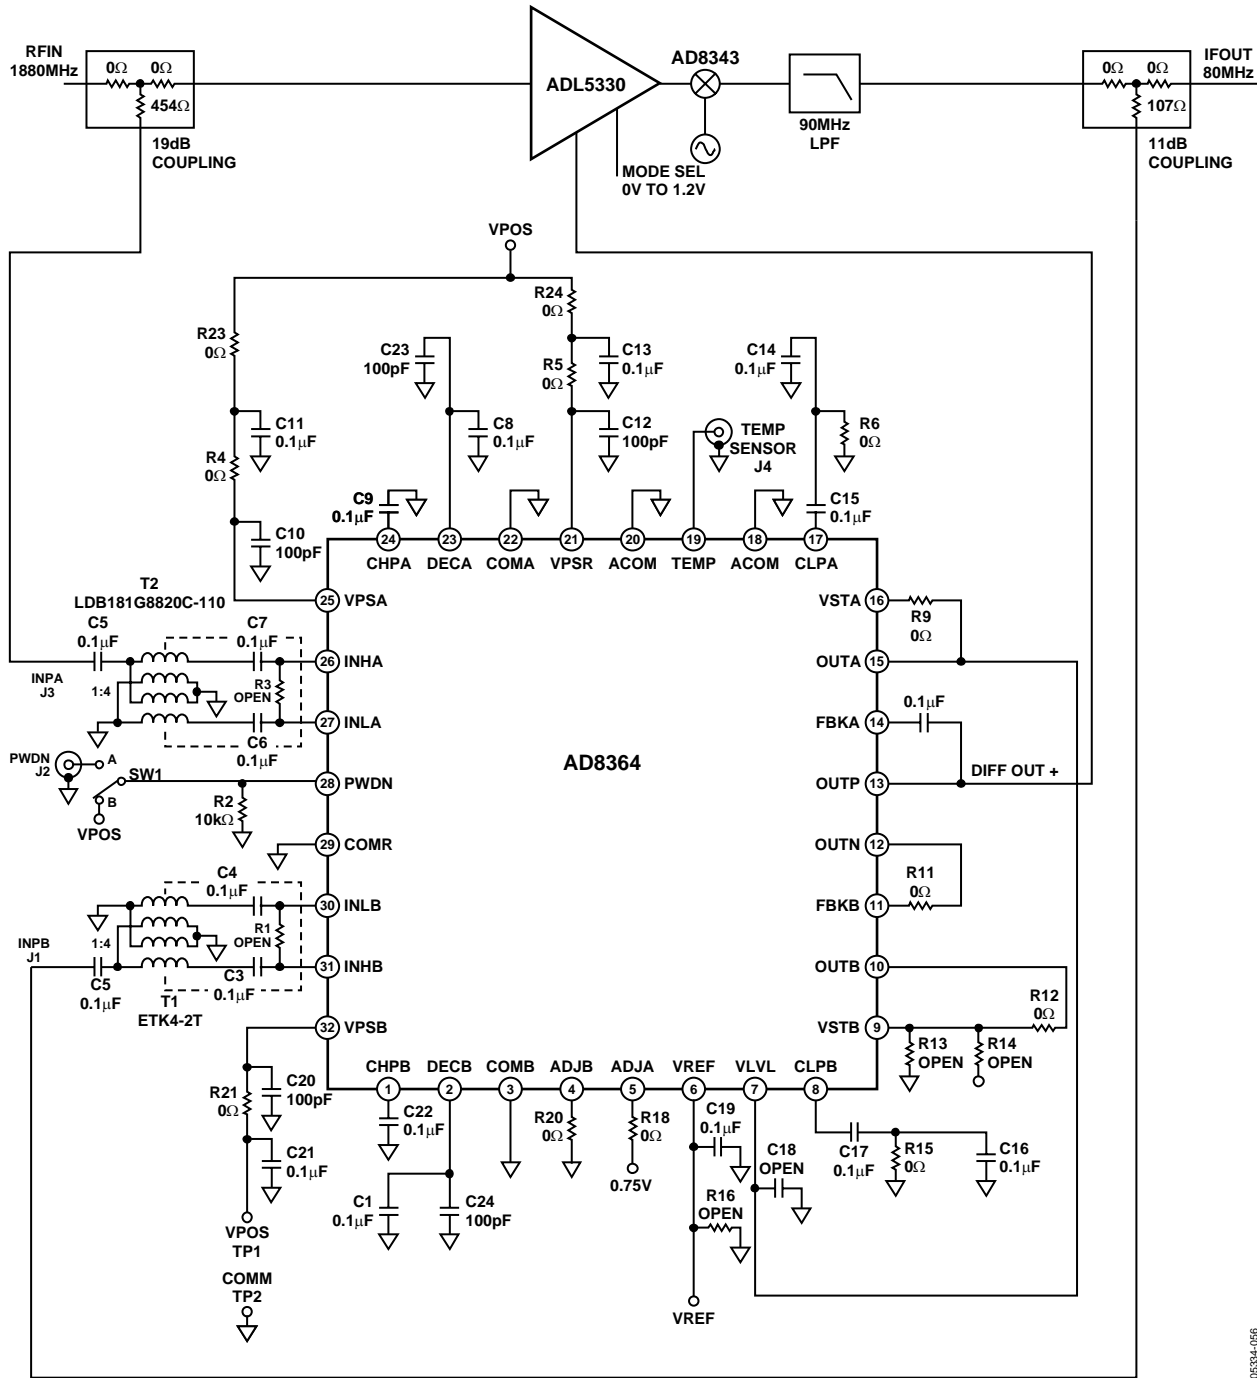 RFIN
1880MHz
0Ω 0Ω
454Ω
19dB
COUPLING
ADL5330
AD8343
MODE SEL
0V TO 1.2V
90MHz
LPF
0Ω 0Ω
107Ω
11dB
COUPLING
IFOUT
80MHz
VPOS
R23
0Ω
R24
0Ω
C23
100pF
R5
0Ω
C13
0.1µF
C14
0.1µF
C11
0.1µF
R4
0Ω
C8
0.1µF
C12
100pF
TEMP
SENSOR
J4
R6
0Ω
C10
100pF
C9
0.1µF
C15
0.1µF
24 23 22 21 20 19 18 17
CHPA DECA COMA VPSR ACOM TEMP ACOM CLPA
T2
LDB181G8820C-110
C5
0.1µF
C7
0.1µF
INPA
J3
1:4
R3
OPEN
C6
0.1µF
PWDN
J2
A
SW1
B
VPOS
R2
10kΩ
C4
0.1µF
INPB
J1
1:4
R1
OPEN
C5
0.1µF
C3
0.1µF
T1
ETK4-2T
25 VPSA
26 INHA
27 INLA
28 PWDN
29 COMR
30 INLB
31 INHB
32 VPSB
AD8364
VSTA 16
R9
0Ω
OUTA 15
0.1µF
FBKA 14
OUTP 13
DIFF OUT +
OUTN 12
R11
0Ω
FBKB 11
OUTB 10
R12
0Ω
VSTB 9
R13
OPEN
R14
OPEN
CHPB DECB COMB ADJB ADJA VREF VLVL CLPB
1 2 3 4 5 6 7 8
R21
0Ω
C20
100pF
C21
0.1µF
VPOS
TP1
COMM
TP2
C22
0.1µF
C1
0.1µF
C24
100pF
R20
0Ω
R18
0Ω
0.75V
C19
0.1µF
C18
OPEN
R16
OPEN
VREF
C17
0.1µF
R15
0Ω
C16
0.1µF
05334-056